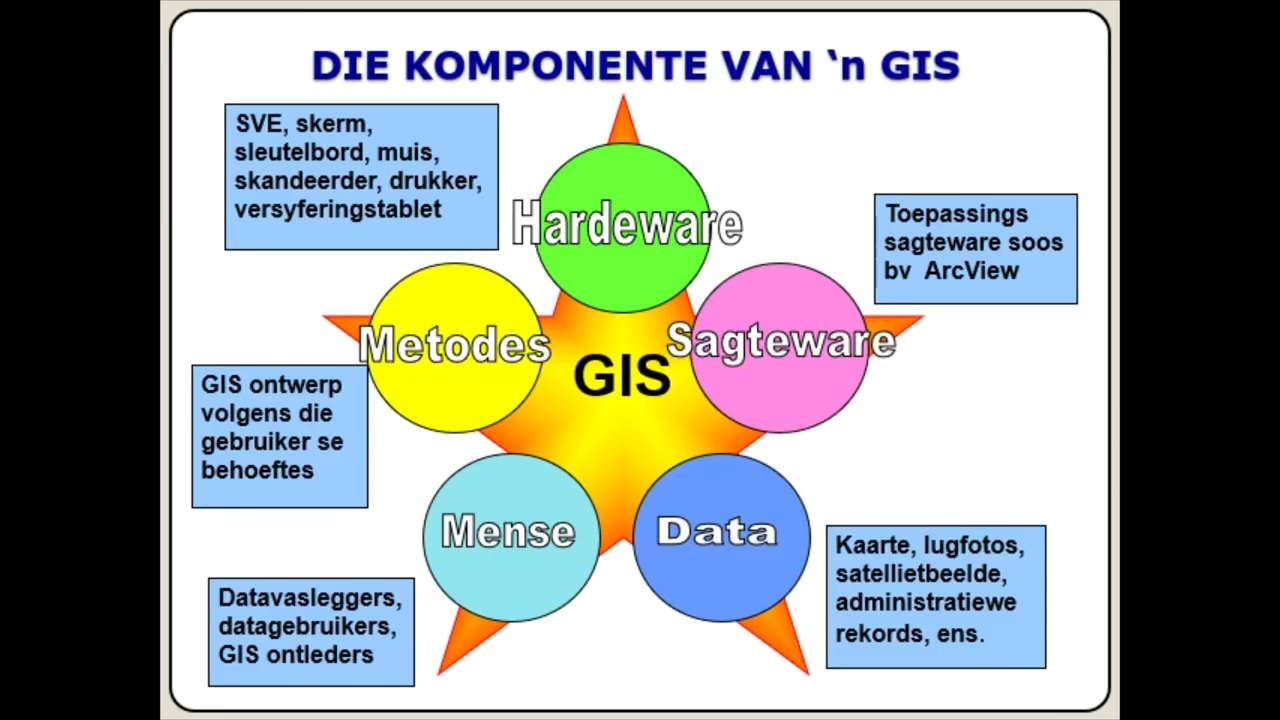 DIE KOMPONENTE VAN ‘n GIS
SVE, skerm,
sleutelbord, muis,
skandeerder, drukker,
versyferingstablet
Hardeware
Toepassings
sagteware soos
bv ArcView
Metodes
Sagteware
GIS
GIS ontwerp
volgens die
gebruiker se
behoeftes
Mense
Data
Kaarte, lugfotos,
satellietbeelde,
administratiewe
rekords, ens.
Datavasleggers,
datagebruikers,
GIS ontleders